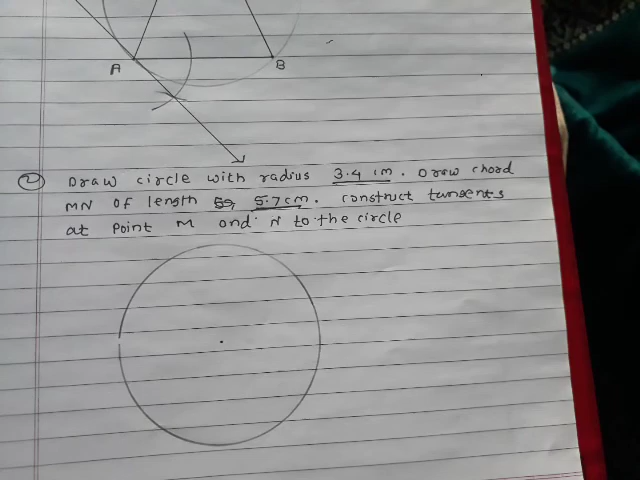 A B
② Draw circle with radius 3.4 cm. Draw chord
MN of length 5.7cm. construct tangents
at Point M and N to the circle